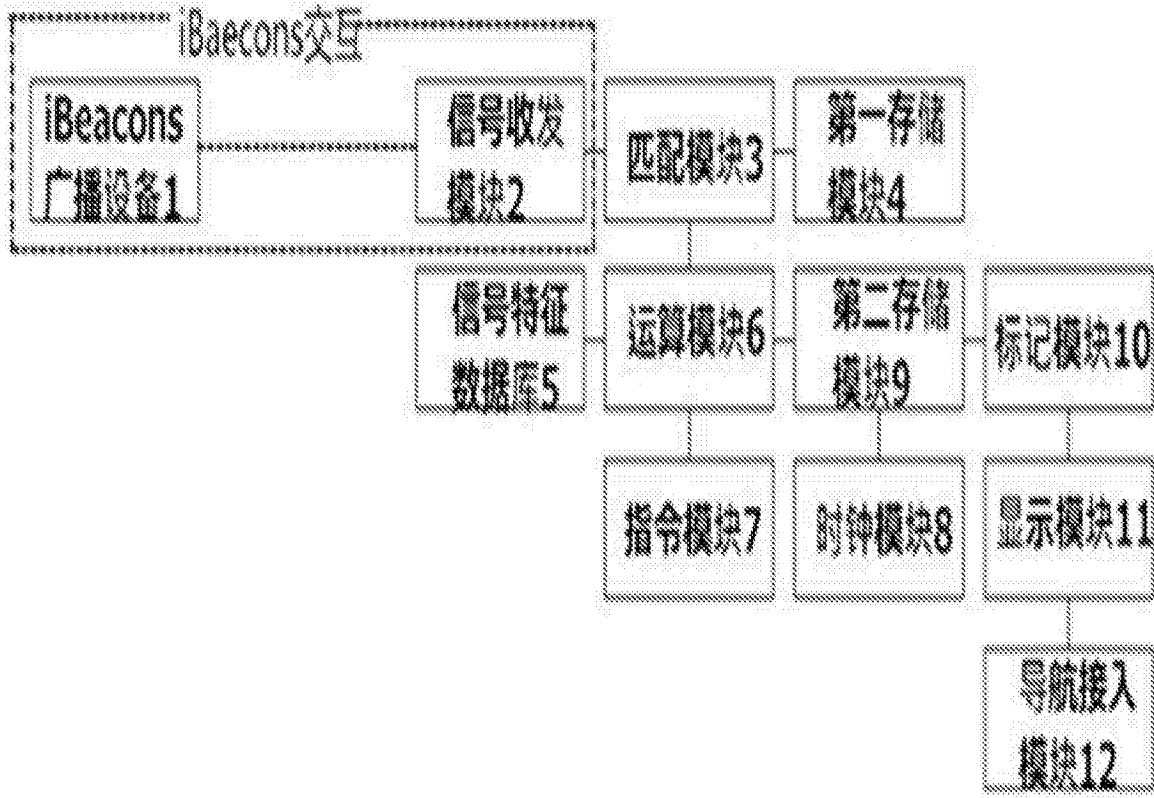 iBaecons交互
iBeacons
广播设备1
信号收发
模块2
匹配模块3
第一存储
模块4
信号特征
数据库5
运算模块6
第二存储
模块9
标记模块10
指令模块7
时钟模块8
显示模块11
导航接入
模块12